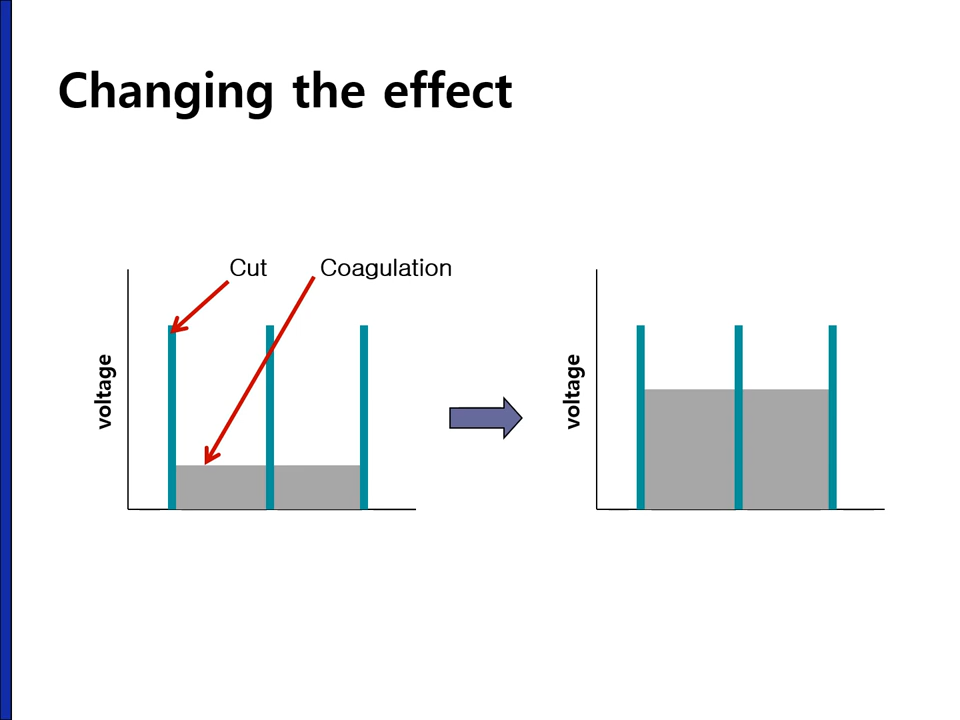 Changing the effect
Cut
Coagulation
voltage
voltage